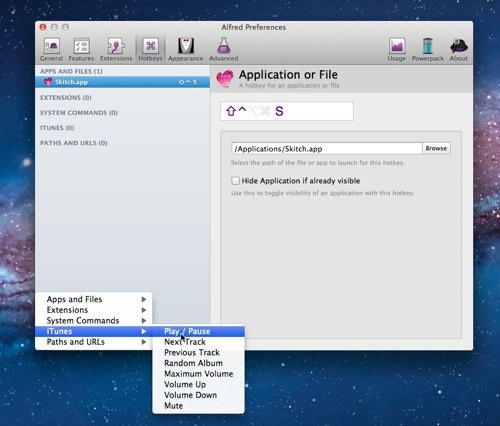 Alfred Preferences
General Features Extensions Hotkeys Appearance Advanced Usage Powerpack About
APPS AND FILES (1)
Skitch.app ⇧^ S
EXTENSIONS (0)
SYSTEM COMMANDS (0)
ITUNES (0)
PATHS AND URLS (0)
Application or File
A hotkey for an application or file
⇧^⌥⌘ S
/Applications/Skitch.app Browse
Select the path of the file or app to launch for this hotkey.
Hide Application if already visible
Use this to toggle visibility of an application with this hotkey.
Apps and Files
Extensions
System Commands
iTunes
Paths and URLs
Play / Pause
Next Track
Previous Track
Random Album
Maximum Volume
Volume Up
Volume Down
Mute